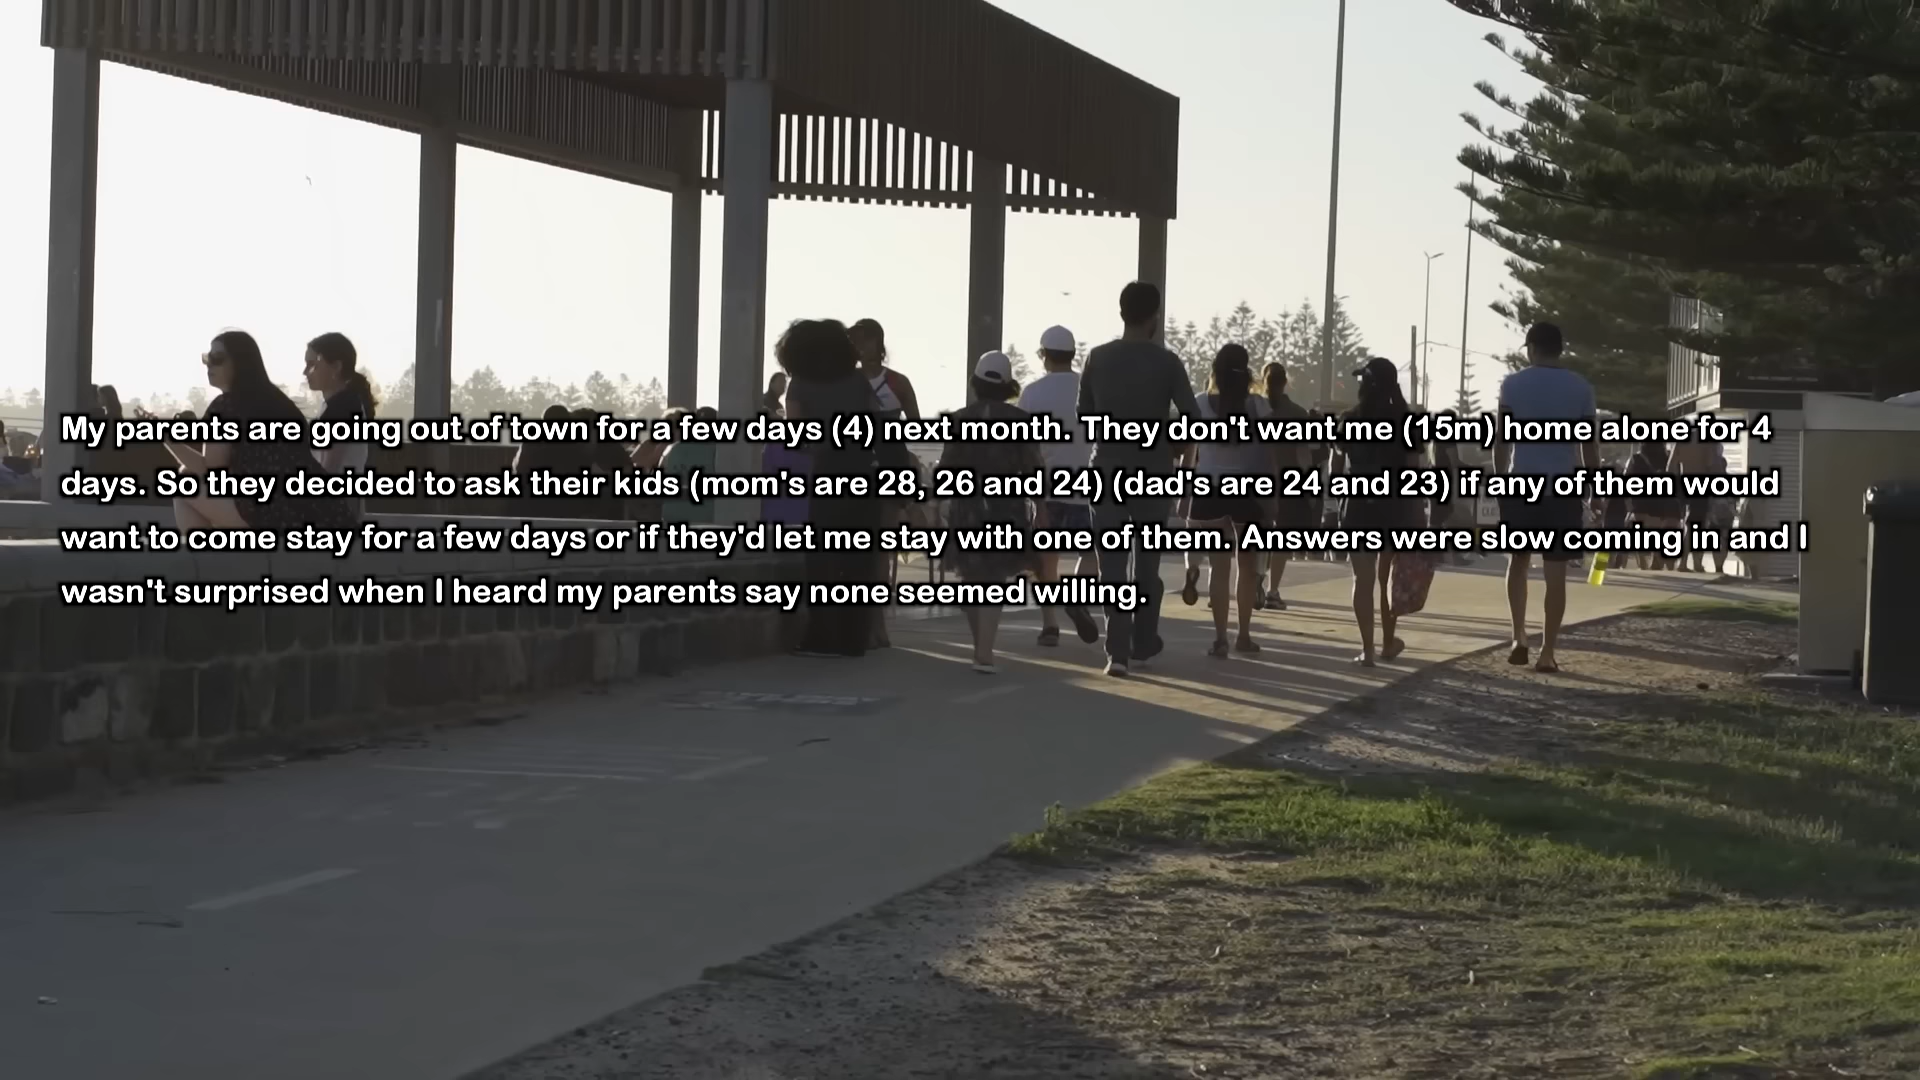 My parents are going out of town for a few days (4) next month. They don't want me (15m) home alone for 4
days. So they decided to ask their kids (mom's are 28, 26 and 24) (dad's are 24 and 23) if any of them would
want to come stay for a few days or if they'd let me stay with one of them. Answers were slow coming in and I
wasn't surprised when I heard my parents say none seemed willing.